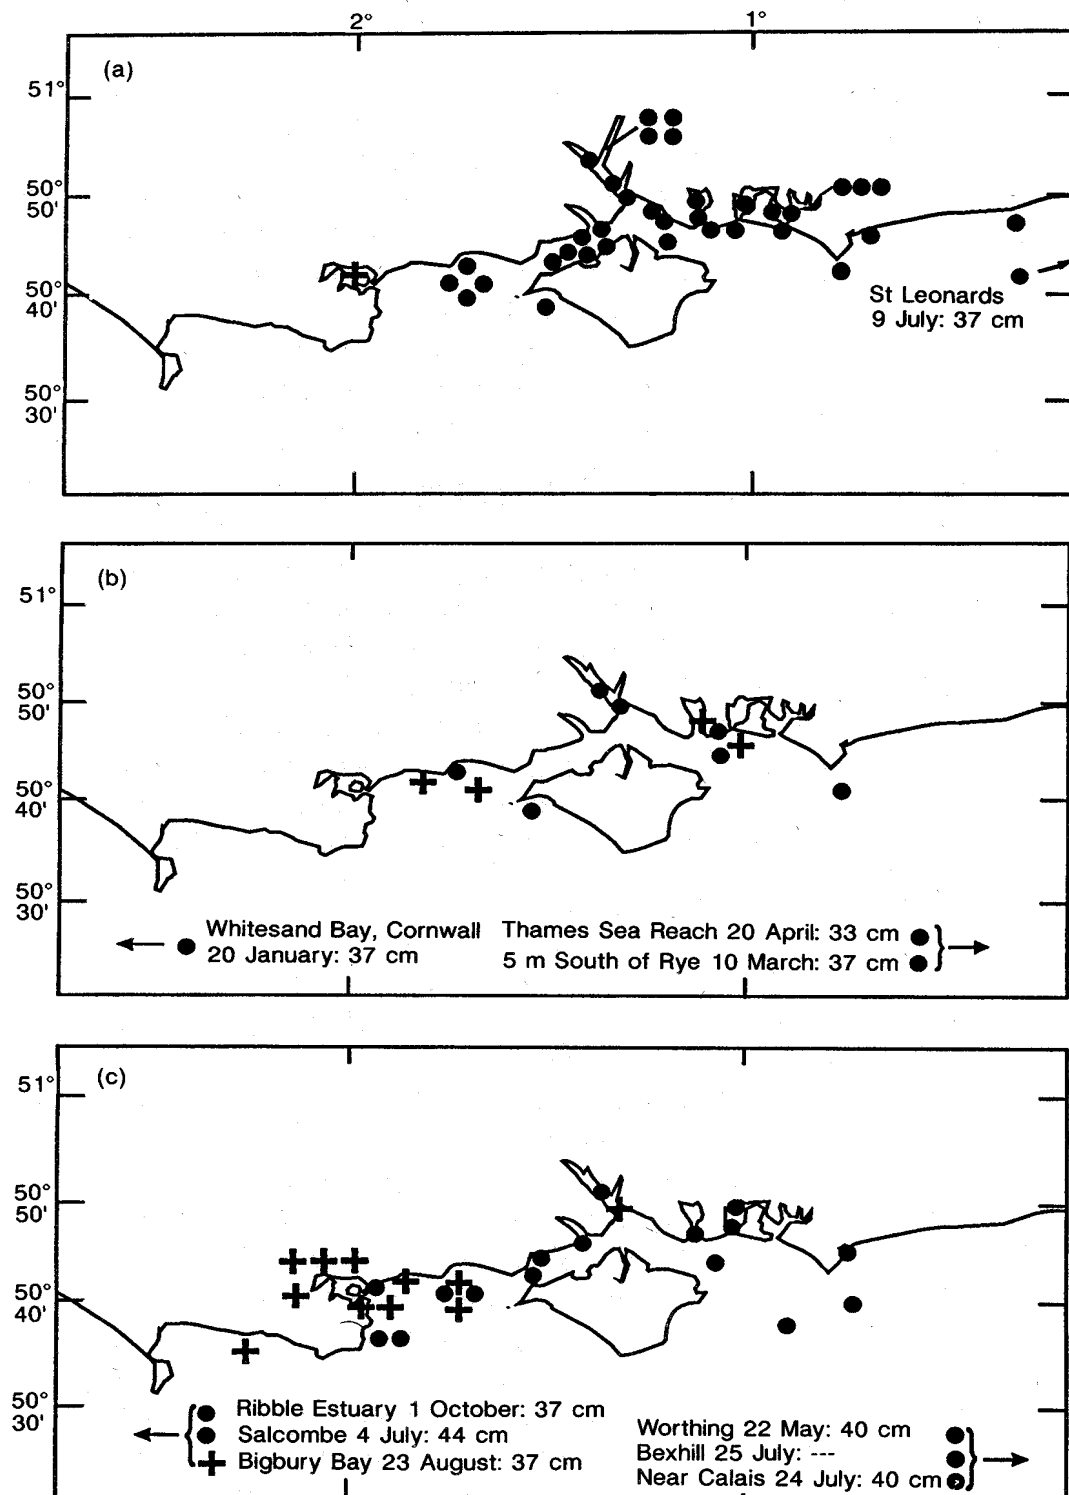 2° 1°
(a)
51°
50°
50'
50°
40'
50°
30'
St Leonards
9 July: 37 cm
(b)
51°
50°
50'
50°
40'
50°
30'
Whitesand Bay, Cornwall
20 January: 37 cm
Thames Sea Reach 20 April: 33 cm
5 m South of Rye 10 March: 37 cm
(c)
51°
50°
50'
50°
40'
50°
30'
Ribble Estuary 1 October: 37 cm
Salcombe 4 July: 44 cm
Bigbury Bay 23 August: 37 cm
Worthing 22 May: 40 cm
Bexhill 25 July: ---
Near Calais 24 July: 40 cm